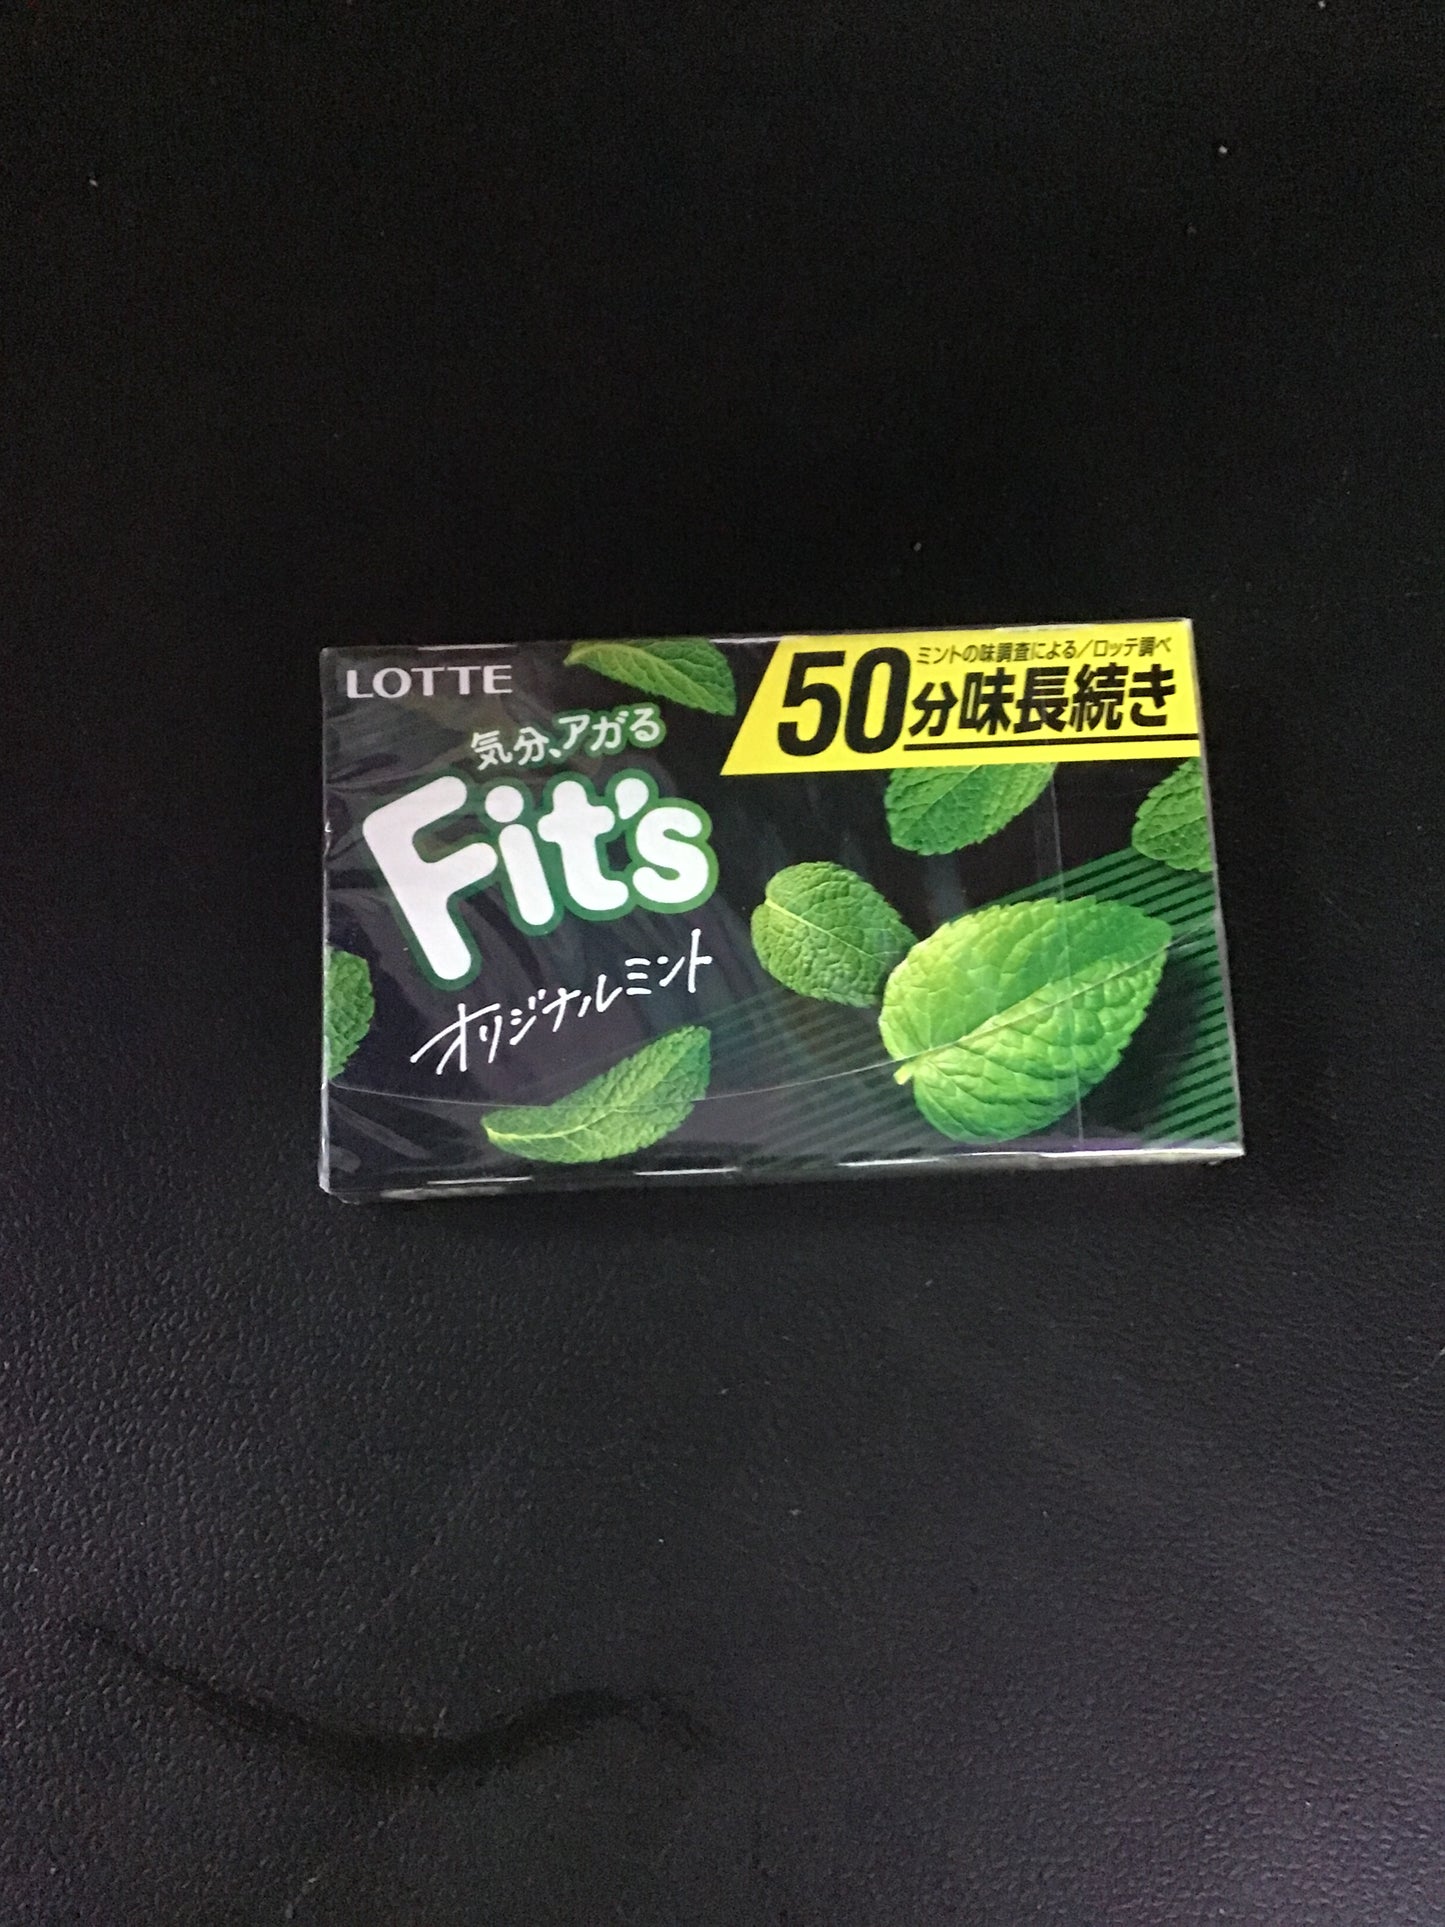 LOTTE
気分、アガる
Fit's
オリジナルミント
ミントの味調査による/ロッテ調べ
50分味長続き